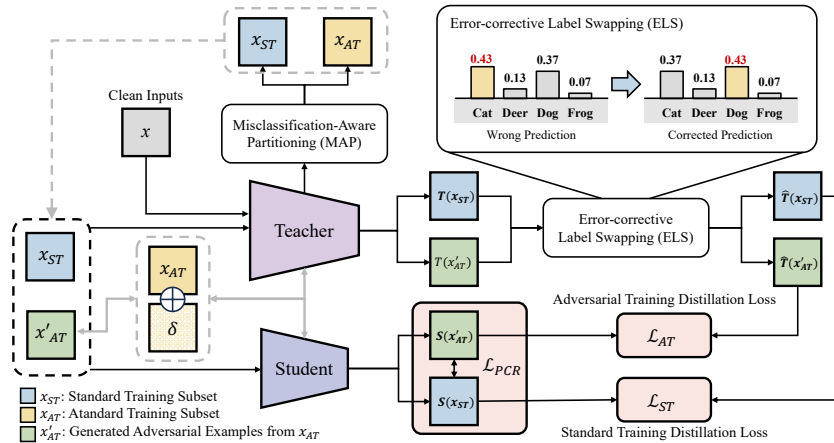 x_ST
x_AT
Clean Inputs
x
Misclassification-Aware
Partitioning (MAP)
Error-corrective Label Swapping (ELS)
0.43
0.13
0.37
0.07
Cat Deer Dog Frog
Wrong Prediction
0.37
0.13
0.43
0.07
Cat Deer Dog Frog
Corrected Prediction
Teacher
T(x_ST)
T(x'_AT)
Error-corrective
Label Swapping (ELS)
T̂(x_ST)
T̂(x'_AT)
x_ST
x'_AT
x_AT
δ
Student
S(x'_AT)
S(x_ST)
ℒ_PCR
Adversarial Training Distillation Loss
ℒ_AT
ℒ_ST
Standard Training Distillation Loss
x_ST: Standard Training Subset
x_AT: Atandard Training Subset
x'_AT: Generated Adversarial Examples from x_AT